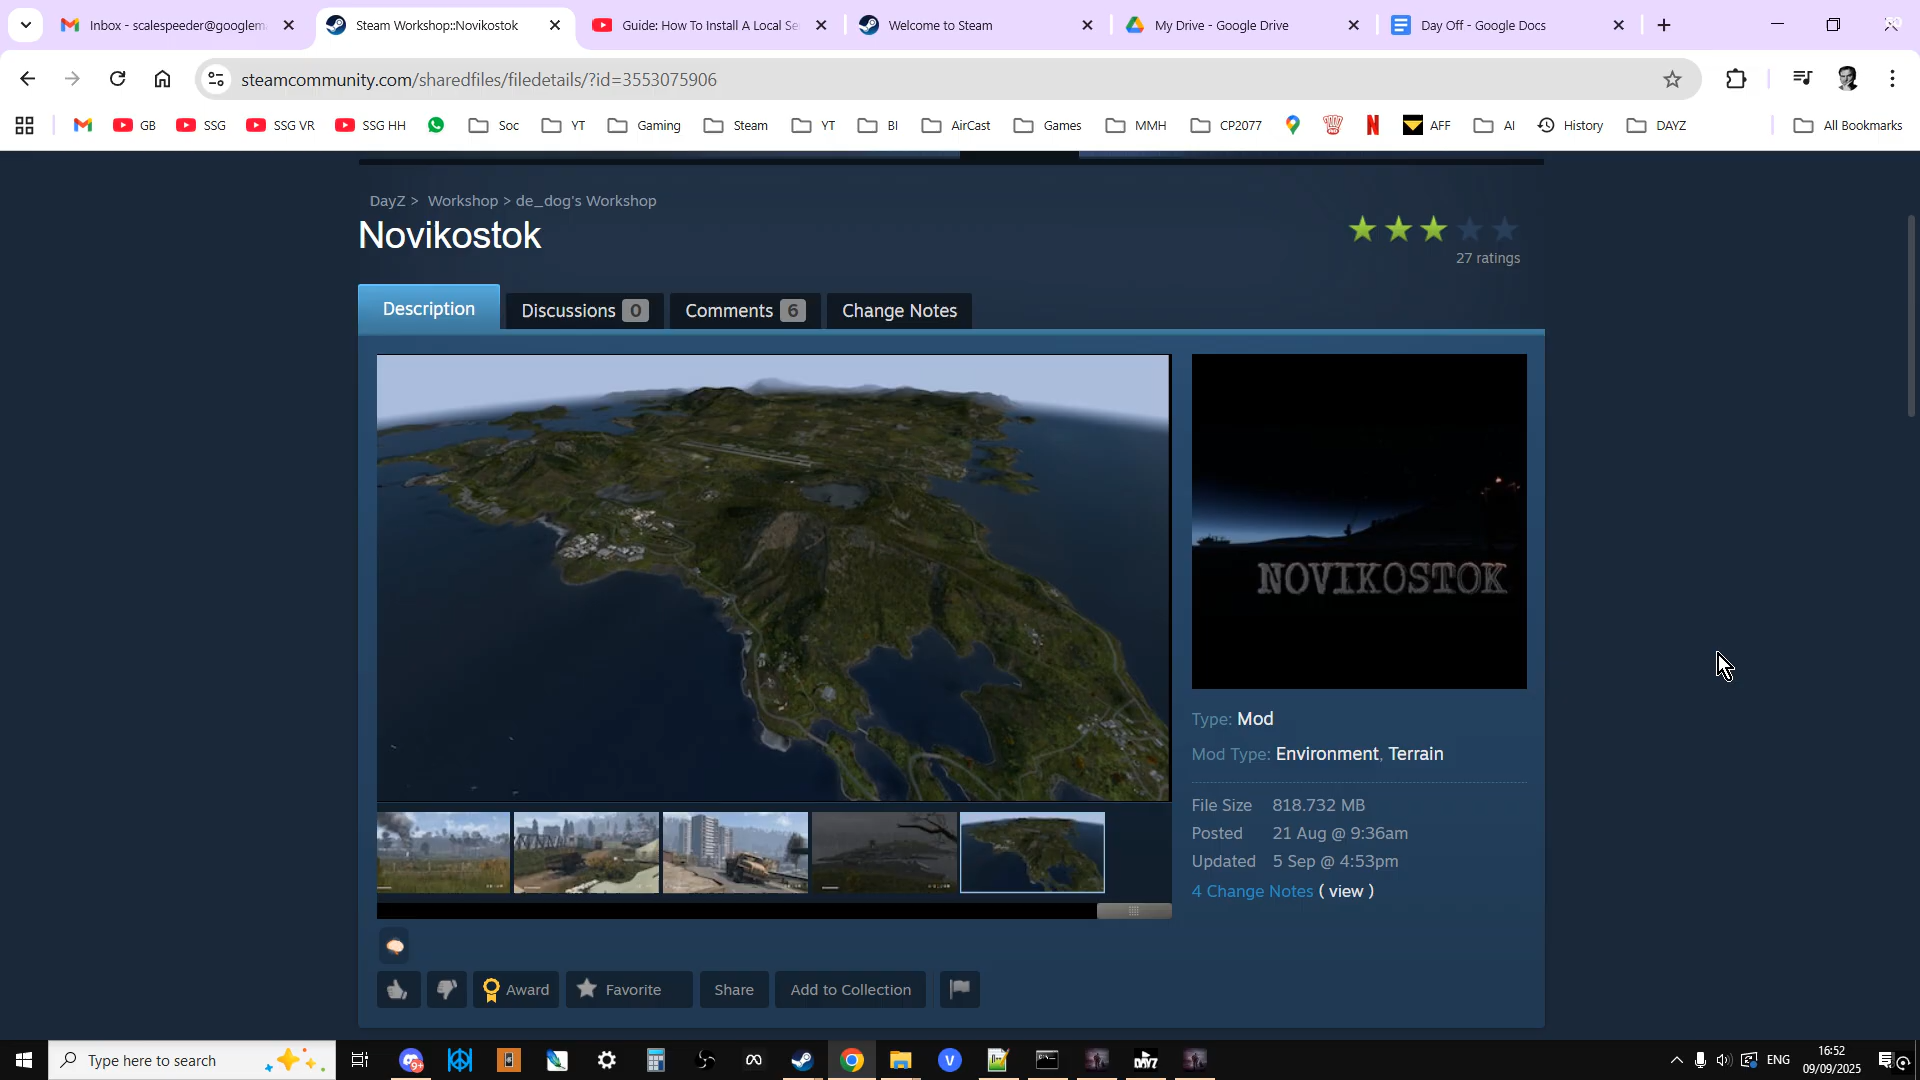 Inbox - scalespeeder@googlem
Steam Workshop::Novikostok
Guide: How To Install A Local Se
Welcome to Steam
My Drive - Google Drive
Day Off - Google Docs
steamcommunity.com/sharedfiles/filedetails/?id=3553075906
GB
SSG
SSG VR
SSG HH
Soc
YT
Gaming
Steam
YT
BI
AirCast
Games
MMH
CP2077
AFF
AI
History
DAYZ
All Bookmarks
DayZ > Workshop > de_dog's Workshop
Novikostok
27 ratings
Description
Discussions 0
Comments 6
Change Notes
NOVIKOSTOK
Type: Mod
Mod Type: Environment, Terrain
File Size 818.732 MB
Posted 21 Aug @ 9:36am
Updated 5 Sep @ 4:53pm
4 Change Notes ( view )
Award
Favorite
Share
Add to Collection
Type here to search
9+
DAYZ
ENG
16:52
09/09/2025